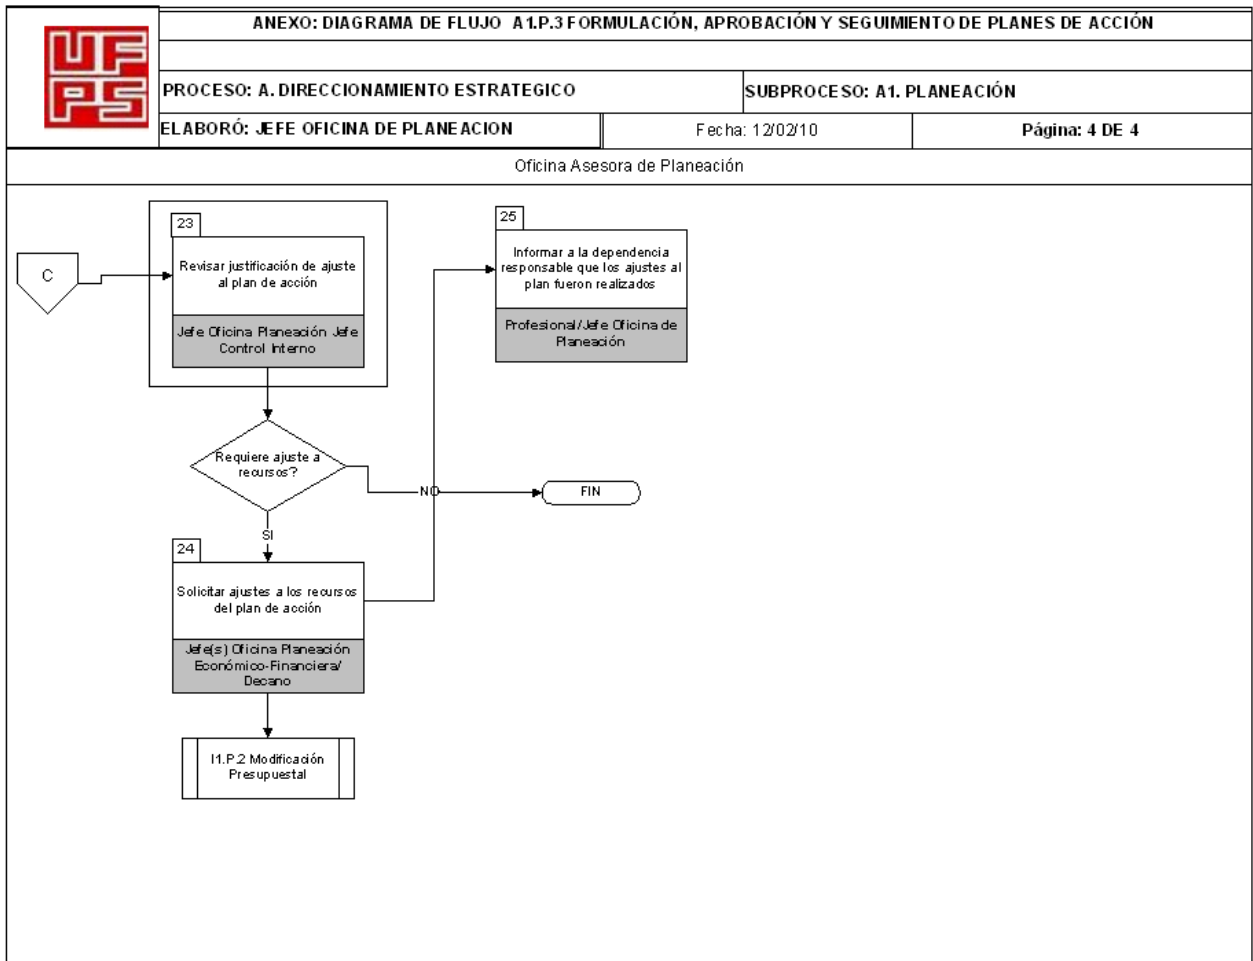 ANEXO: DIAGRAMA DE FLUJO A1.P.3 FORMULACIÓN, APROBACIÓN Y SEGUIMIENTO DE PLANES DE ACCIÓN
UF
PS
PROCESO: A. DIRECCIONAMIENTO ESTRATEGICO
SUBPROCESO: A1. PLANEACIÓN
ELABORÓ: JEFE OFICINA DE PLANEACION
Fecha: 12/02/10
Página: 4 DE 4
Oficina Asesora de Planeación
C
23
Revisar justificación de ajuste
al plan de acción
Jefe Oficina Planeación Jefe
Control Interno
25
Informar a la dependencia
responsable que los ajustes al
plan fueron realizados
Profesional/Jefe Oficina de
Planeación
Requiere ajuste a
recursos?
NO
FIN
SI
24
Solicitar ajustes a los recursos
del plan de acción
Jefe(s) Oficina Planeación
Económico-Financiera/
Decano
I1.P.2 Modificación
Presupuestal